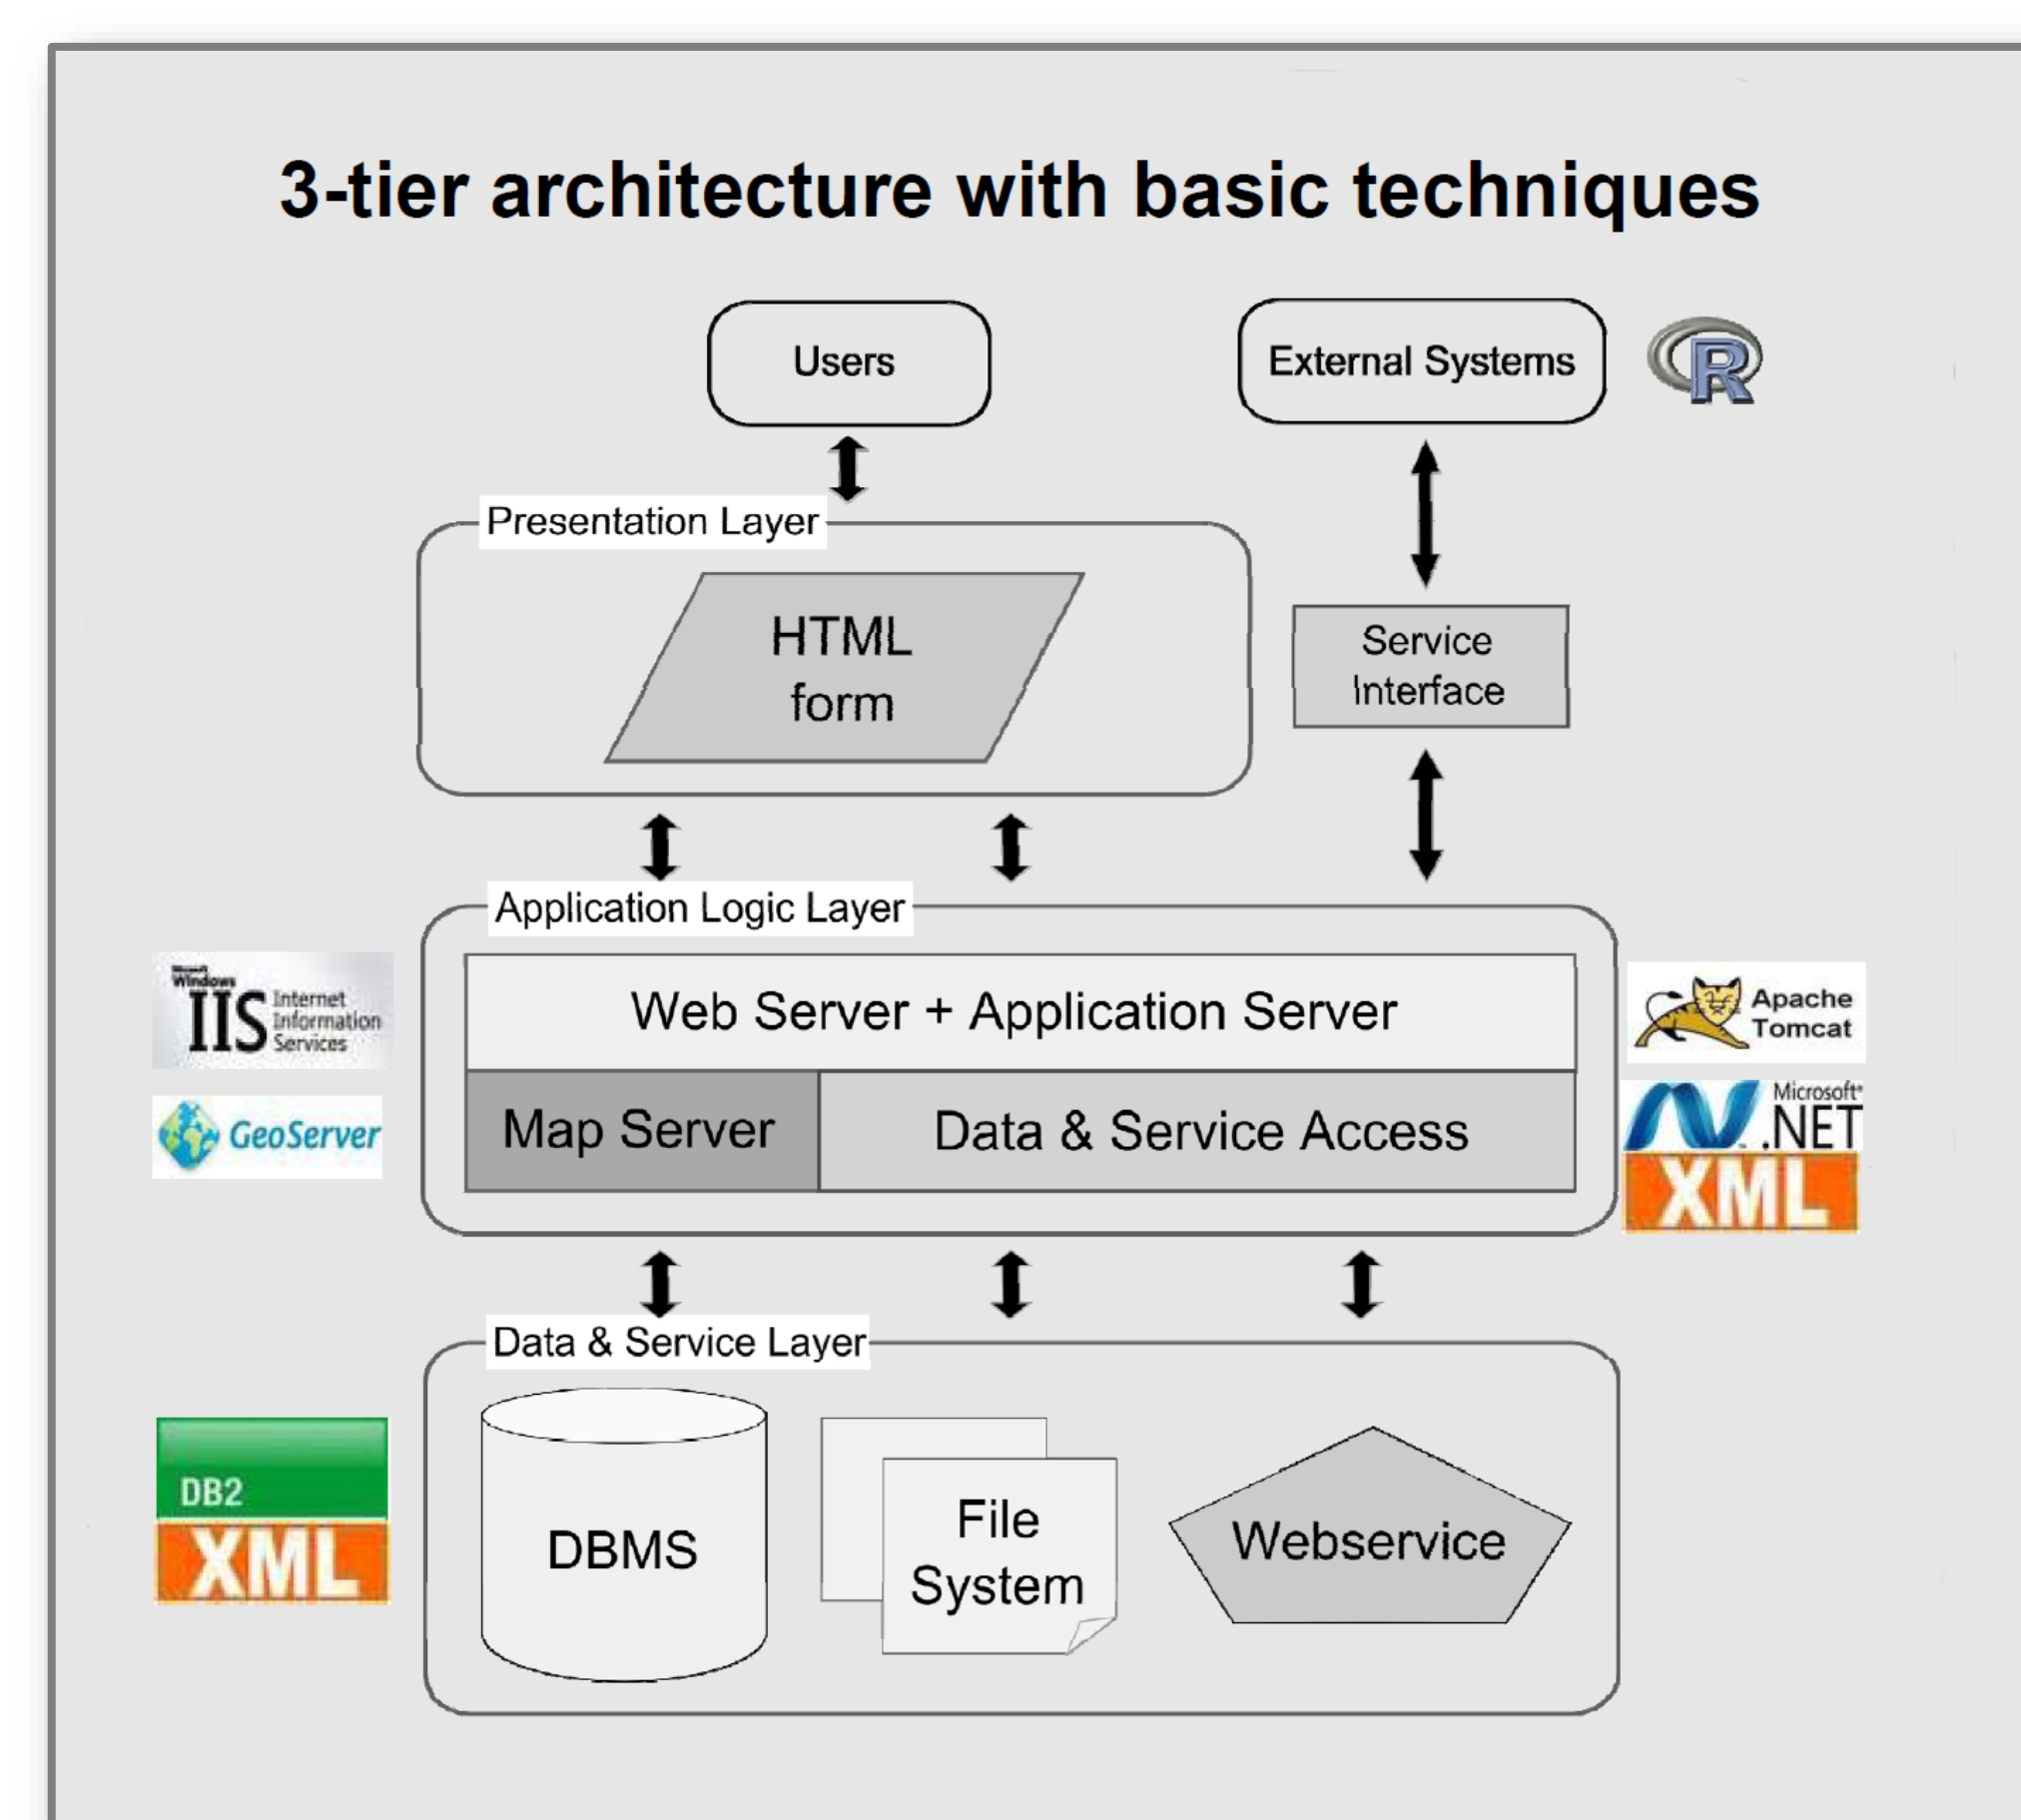 3-tier architecture with basic techniques
Users
External Systems
R
Presentation Layer
HTML
form
Service
Interface
Application Logic Layer
Microsoft
Windows
IIS
Internet
Information
Services
Web Server + Application Server
Apache
Tomcat
GeoServer
Map Server
Data & Service Access
Microsoft®
.NET
XML
Data & Service Layer
DB2
XML
DBMS
File
System
Webservice